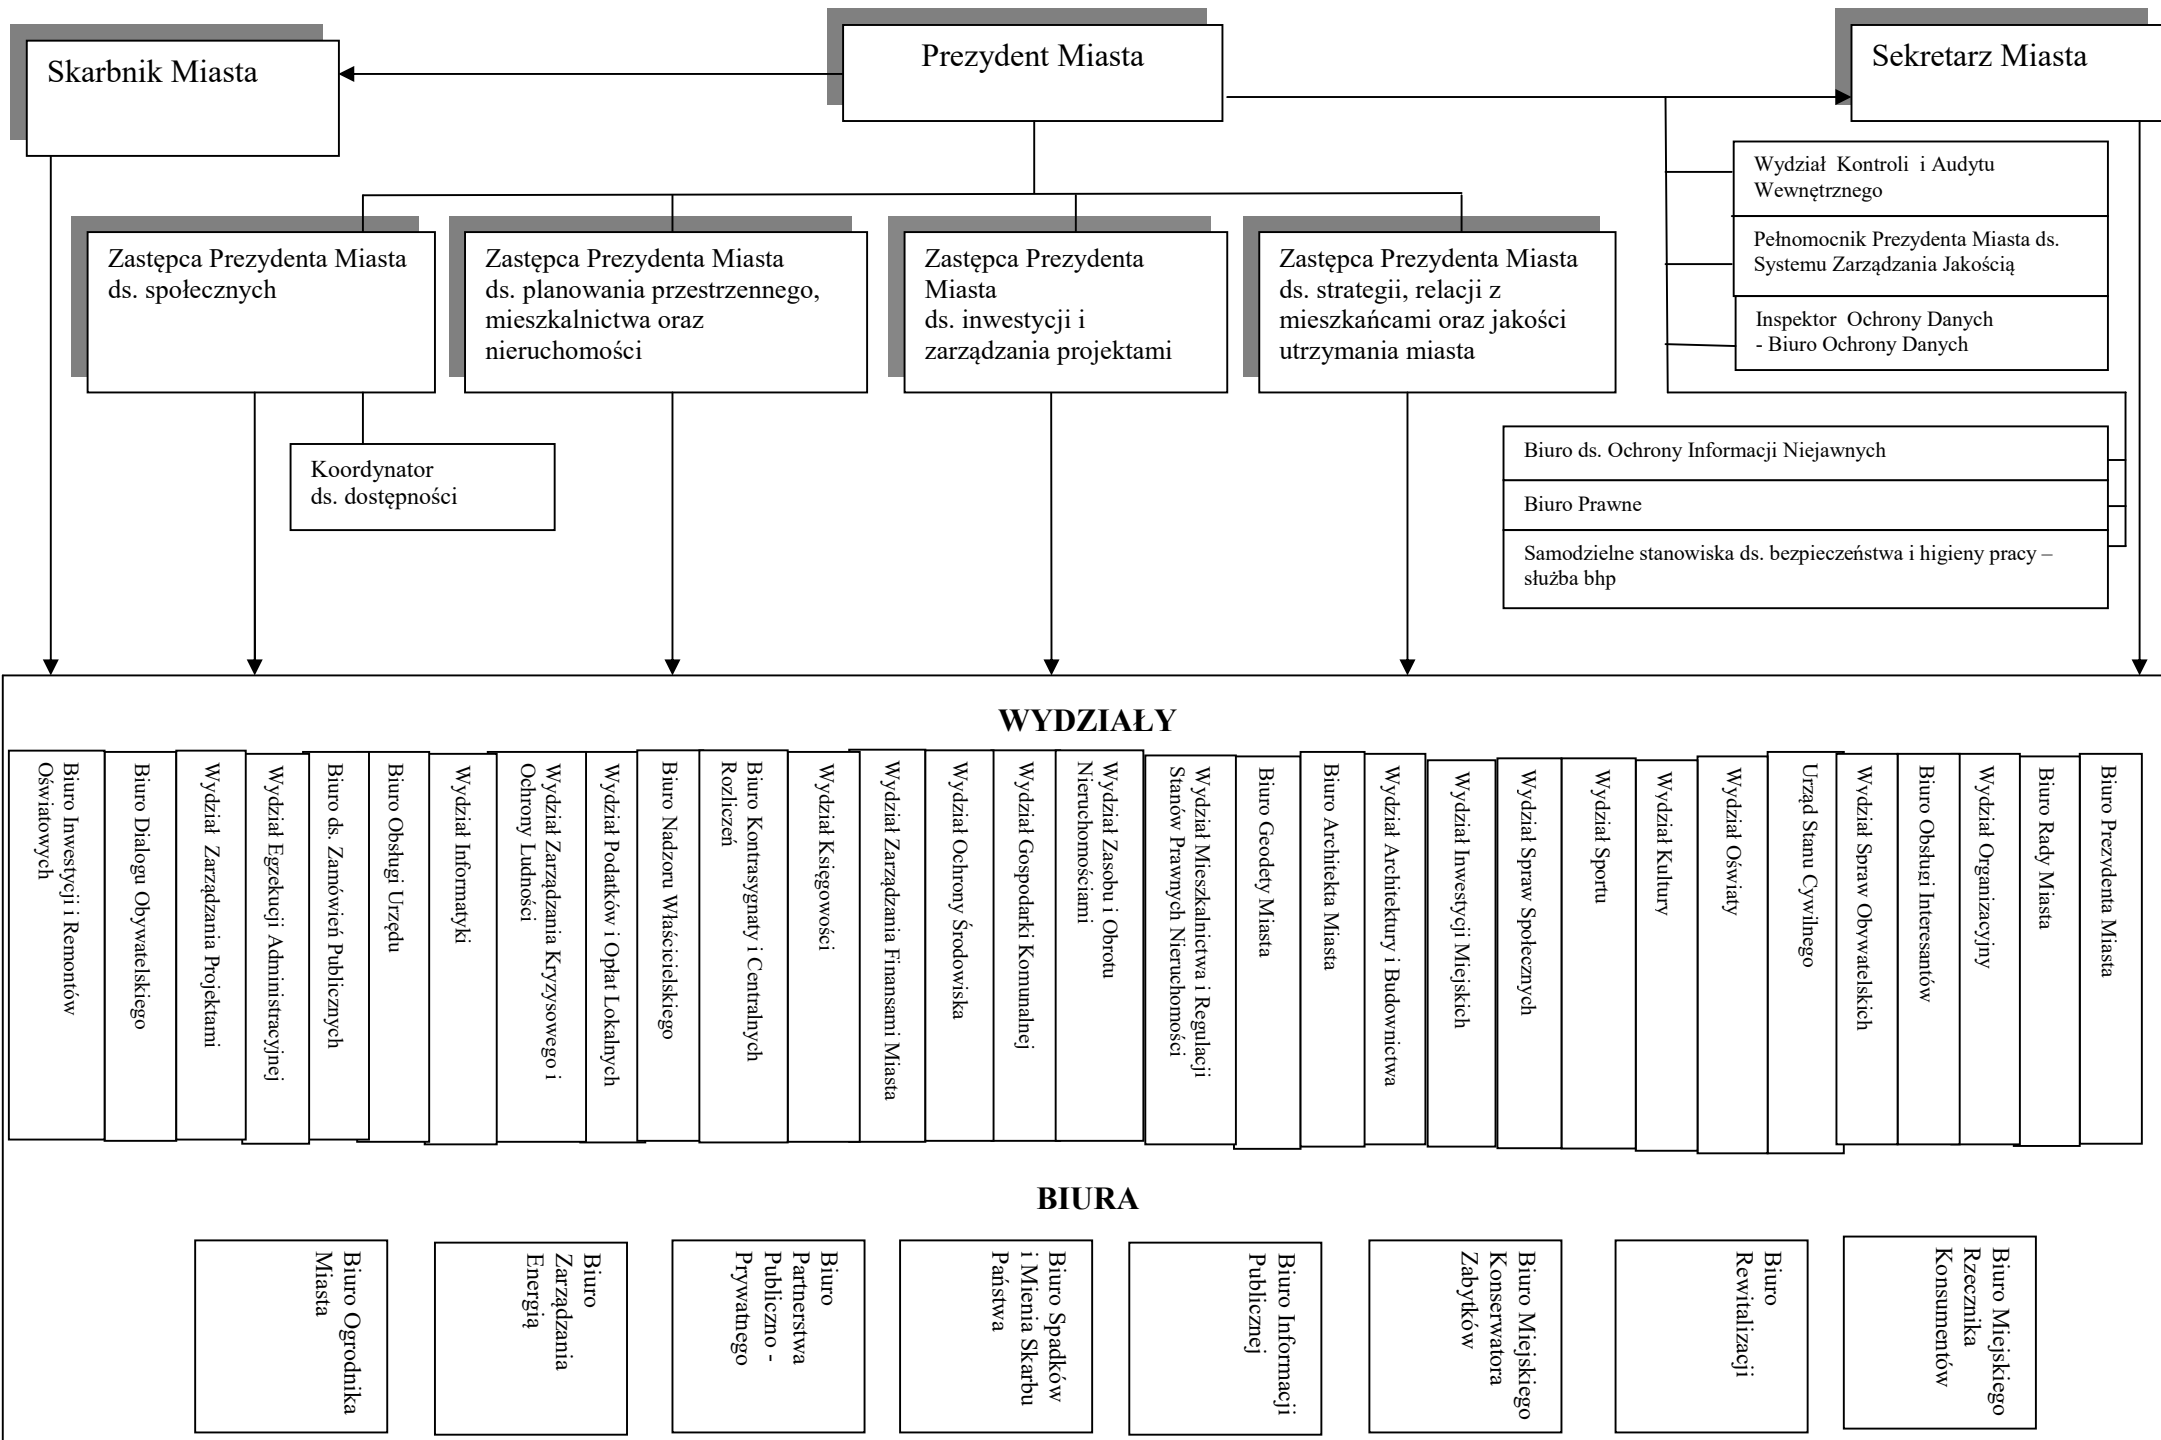 Skarbnik Miasta
Prezydent Miasta
Sekretarz Miasta
Wydział Kontroli i Audytu
Wewnętrznego
Pełnomocnik Prezydenta Miasta ds.
Systemu Zarządzania Jakością
Inspektor Ochrony Danych
- Biuro Ochrony Danych
Zastępca Prezydenta Miasta
ds. społecznych
Zastępca Prezydenta Miasta
ds. planowania przestrzennego,
mieszkalnictwa oraz
nieruchomości
Zastępca Prezydenta
Miasta
ds. inwestycji i
zarządzania projektami
Zastępca Prezydenta Miasta
ds. strategii, relacji z
mieszkańcami oraz jakości
utrzymania miasta
Koordynator
ds. dostępności
Biuro ds. Ochrony Informacji Niejawnych
Biuro Prawne
Samodzielne stanowiska ds. bezpieczeństwa i higieny pracy –
służba bhp
WYDZIAŁY
Biuro Inwestycji i Remontów
Oświatowych
Biuro Dialogu Obywatelskiego
Wydział Zarządzania Projektami
Wydział Egzekucji Administracyjnej
Biuro ds. Zamówień Publicznych
Biuro Obsługi Urzędu
Wydział Informatyki
Wydział Zarządzania Kryzysowego i
Ochrony Ludności
Wydział Podatków i Opłat Lokalnych
Biuro Nadzoru Właścicielskiego
Biuro Kontrasygnaty i Centralnych
Rozliczeń
Wydział Księgowości
Wydział Zarządzania Finansami Miasta
Wydział Ochrony Środowiska
Wydział Gospodarki Komunalnej
Wydział Zasobu i Obrotu
Nieruchomościami
Wydział Mieszkalnictwa i Regulacji
Stanów Prawnych Nieruchomości
Biuro Geodety Miasta
Biuro Architekta Miasta
Wydział Architektury i Budownictwa
Wydział Inwestycji Miejskich
Wydział Spraw Społecznych
Wydział Sportu
Wydział Kultury
Wydział Oświaty
Urząd Stanu Cywilnego
Wydział Spraw Obywatelskich
Biuro Obsługi Interesantów
Wydział Organizacyjny
Biuro Rady Miasta
Biuro Prezydenta Miasta
BIURA
Biuro Ogrodnika
Miasta
Biuro
Zarządzania
Energią
Biuro
Partnerstwa
Publiczno -
Prywatnego
Biuro Spadków
i Mienia Skarbu
Państwa
Biuro Informacji
Publicznej
Biuro Miejskiego
Konserwatora
Zabytków
Biuro
Rewitalizacji
Biuro Miejskiego
Rzecznika
Konsumentów